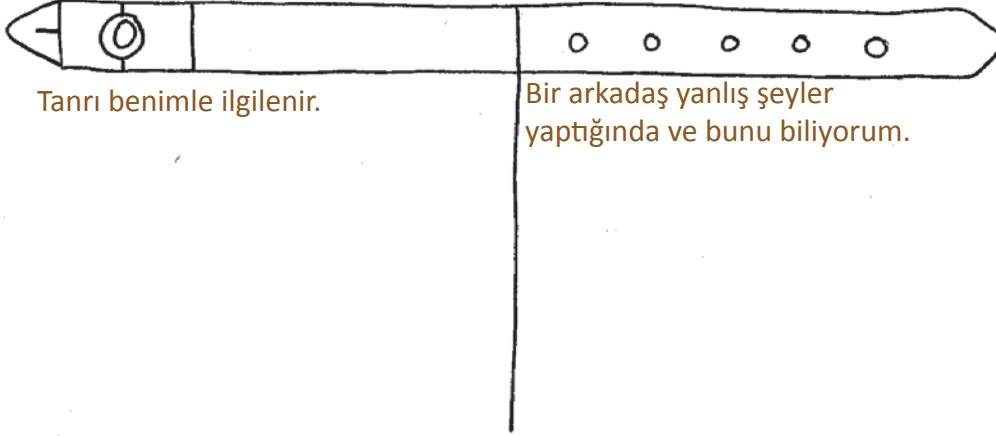 Tanrı benimle ilgilenir.
Bir arkadaş yanlış şeyler
yaptığında ve bunu biliyorum.